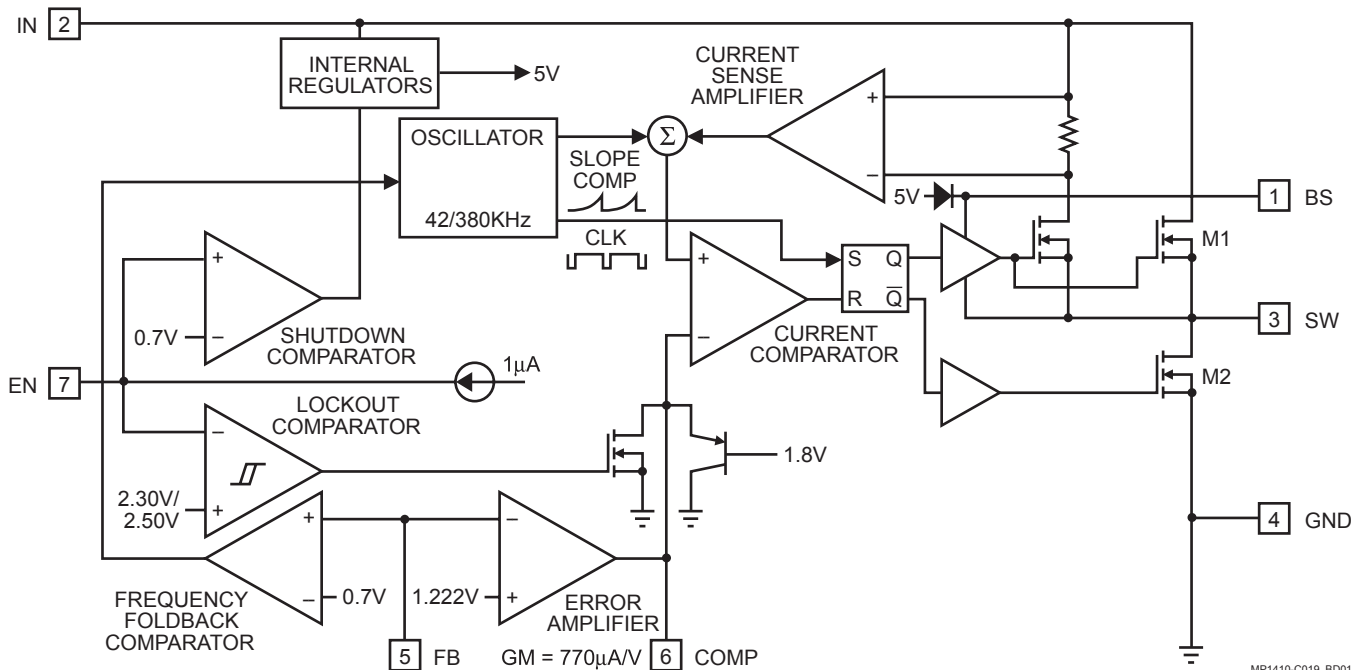 IN 2
INTERNAL
REGULATORS
5V
CURRENT
SENSE
AMPLIFIER
+
−
OSCILLATOR
42/380KHz
Σ
SLOPE
COMP
CLK
5V
1 BS
M1
+
−
0.7V
SHUTDOWN
COMPARATOR
+
−
CURRENT
COMPARATOR
S Q
R Q̅
3 SW
M2
EN 7
1µA
LOCKOUT
COMPARATOR
−
+
2.30V/
2.50V
1.8V
4 GND
+
−
0.7V
FREQUENCY
FOLDBACK
COMPARATOR
−
+
1.222V
ERROR
AMPLIFIER
5 FB
GM = 770µA/V
6 COMP
MP1410-C019_BD01